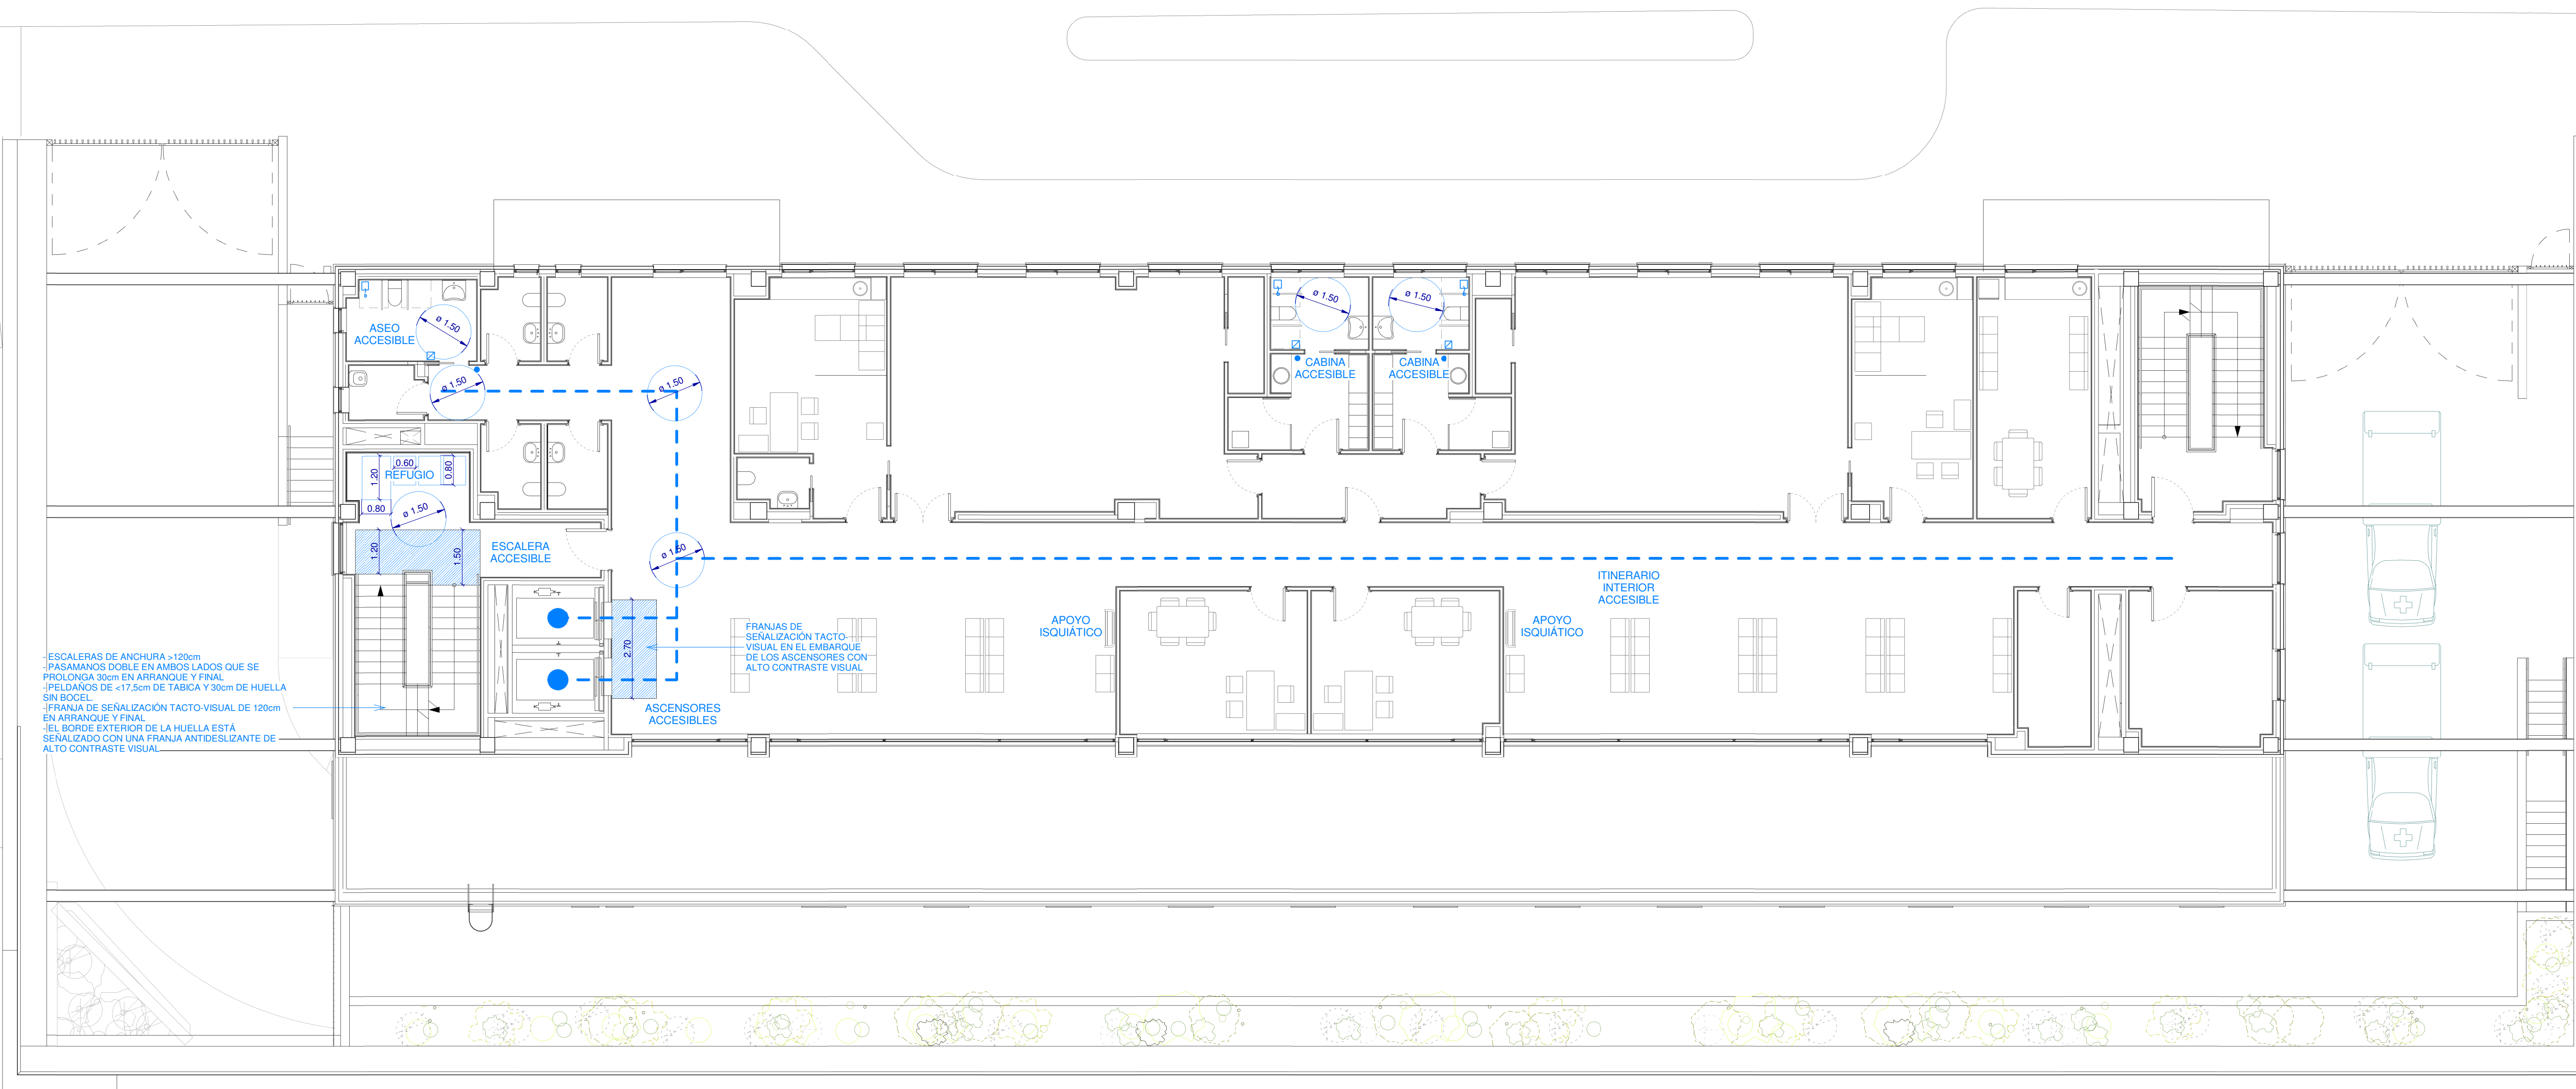 ASEO
ACCESIBLE
ø 1.50
ø 1.50
ø 1.50
ø 1.50
ø 1.50
CABINA
ACCESIBLE
CABINA
ACCESIBLE
REFUGIO
1.20
0.60
0.80
0.80
ø 1.50
1.20
1.50
ESCALERA
ACCESIBLE
ø 1.50
ITINERARIO
INTERIOR
ACCESIBLE
APOYO
ISQUIÁTICO
APOYO
ISQUIÁTICO
2.70
FRANJAS DE
SEÑALIZACIÓN TACTO-
VISUAL EN EL EMBARQUE
DE LOS ASCENSORES CON
ALTO CONTRASTE VISUAL
ASCENSORES
ACCESIBLES
- ESCALERAS DE ANCHURA >120cm
- PASAMANOS DOBLE EN AMBOS LADOS QUE SE
PROLONGA 30cm EN ARRANQUE Y FINAL
- PELDAÑOS DE <17,5cm DE TABICA Y 30cm DE HUELLA
SIN BOCEL.
- FRANJA DE SEÑALIZACIÓN TACTO-VISUAL DE 120cm
EN ARRANQUE Y FINAL
- EL BORDE EXTERIOR DE LA HUELLA ESTÁ
SEÑALIZADO CON UNA FRANJA ANTIDESLIZANTE DE
ALTO CONTRASTE VISUAL